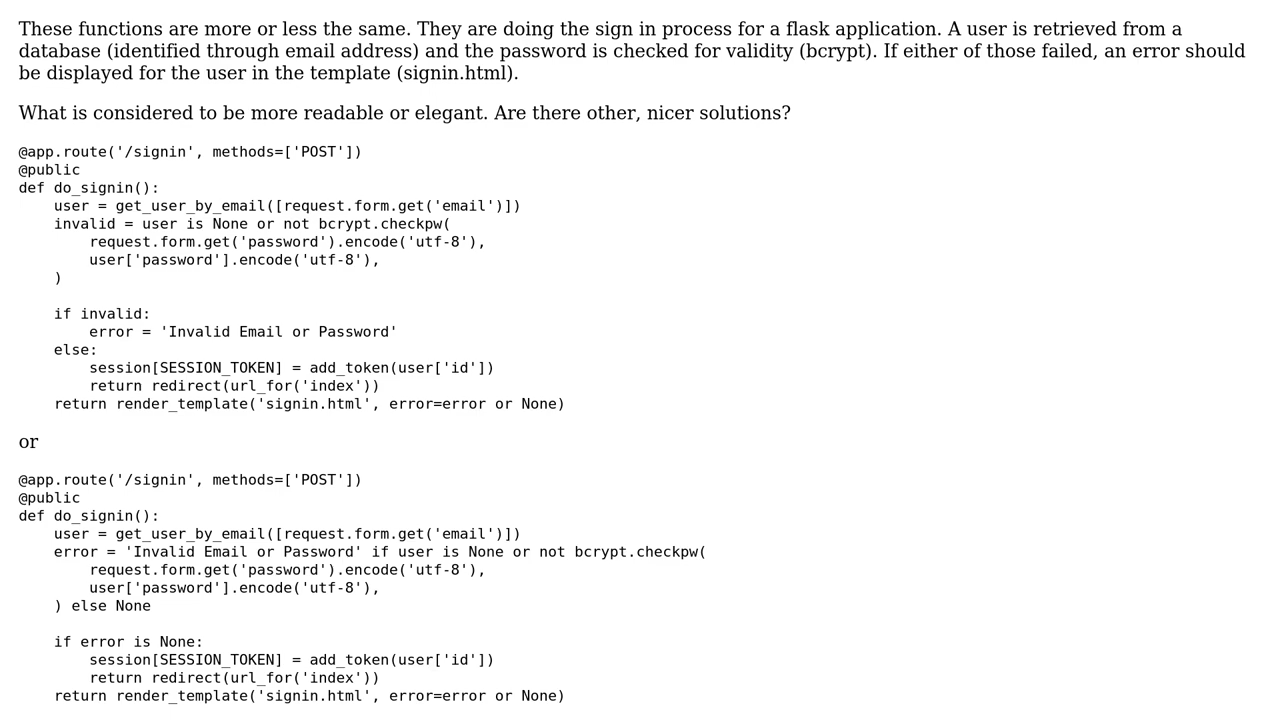 These functions are more or less the same. They are doing the sign in process for a flask application. A user is retrieved from a
database (identified through email address) and the password is checked for validity (bcrypt). If either of those failed, an error should
be displayed for the user in the template (signin.html).
What is considered to be more readable or elegant. Are there other, nicer solutions?
@app.route('/signin', methods=['POST'])
@public
def do_signin():
    user = get_user_by_email([request.form.get('email')])
    invalid = user is None or not bcrypt.checkpw(
        request.form.get('password').encode('utf-8'),
        user['password'].encode('utf-8'),
    )

    if invalid:
        error = 'Invalid Email or Password'
    else:
        session[SESSION_TOKEN] = add_token(user['id'])
        return redirect(url_for('index'))
    return render_template('signin.html', error=error or None)
or
@app.route('/signin', methods=['POST'])
@public
def do_signin():
    user = get_user_by_email([request.form.get('email')])
    error = 'Invalid Email or Password' if user is None or not bcrypt.checkpw(
        request.form.get('password').encode('utf-8'),
        user['password'].encode('utf-8'),
    ) else None

    if error is None:
        session[SESSION_TOKEN] = add_token(user['id'])
        return redirect(url_for('index'))
    return render_template('signin.html', error=error or None)